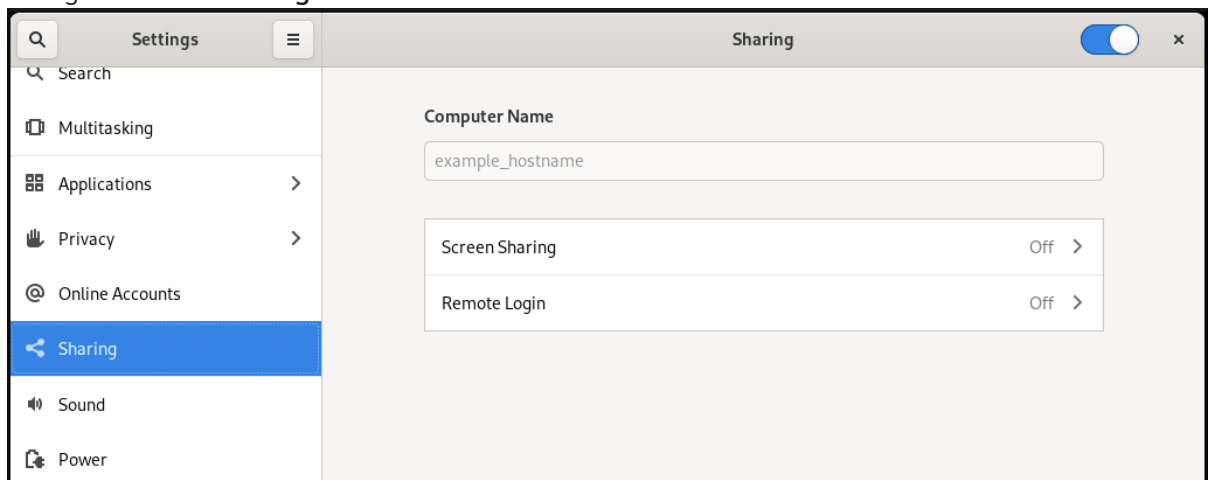 Settings
Sharing
Search
Multitasking
Applications
Privacy
Online Accounts
Sharing
Sound
Power
Computer Name
example_hostname
Screen Sharing Off
Remote Login Off